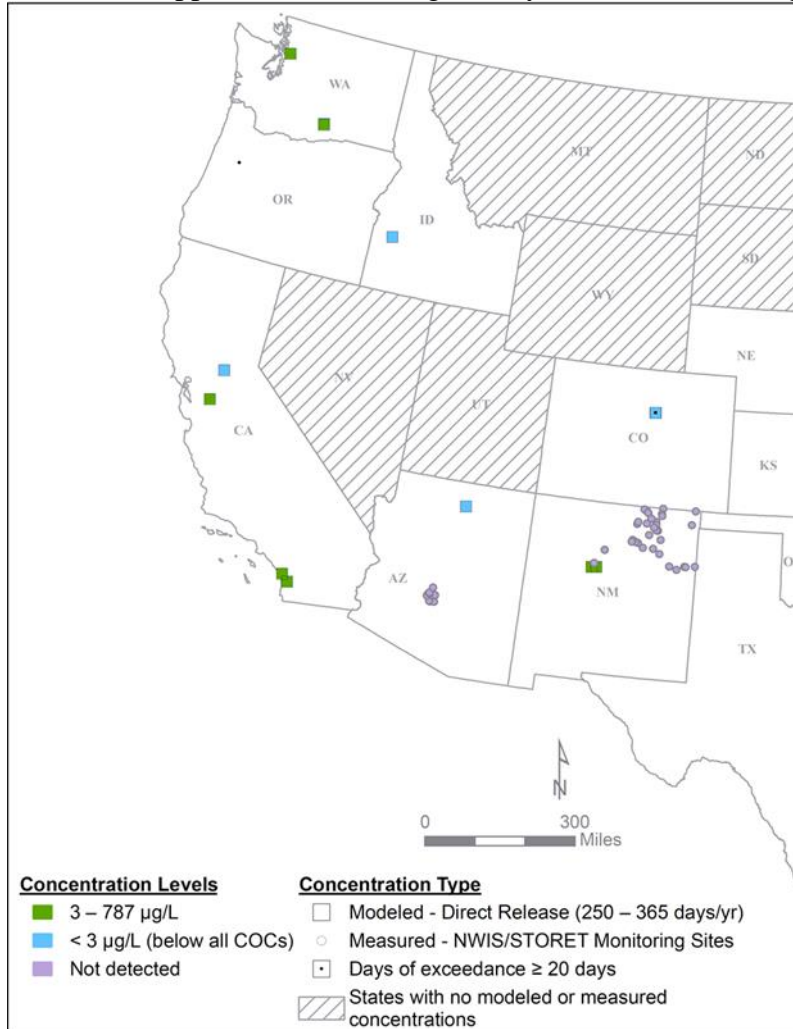 WA
MT
ND
OR
ID
SD
WY
NE
NV
UT
CO
CA
KS
AZ
NM
O
TX
N
0 300
Miles
Concentration Levels
3 – 787 µg/L
< 3 µg/L (below all COCs)
Not detected
Concentration Type
Modeled - Direct Release (250 – 365 days/yr)
Measured - NWIS/STORET Monitoring Sites
Days of exceedance ≥ 20 days
States with no modeled or measured
concentrations